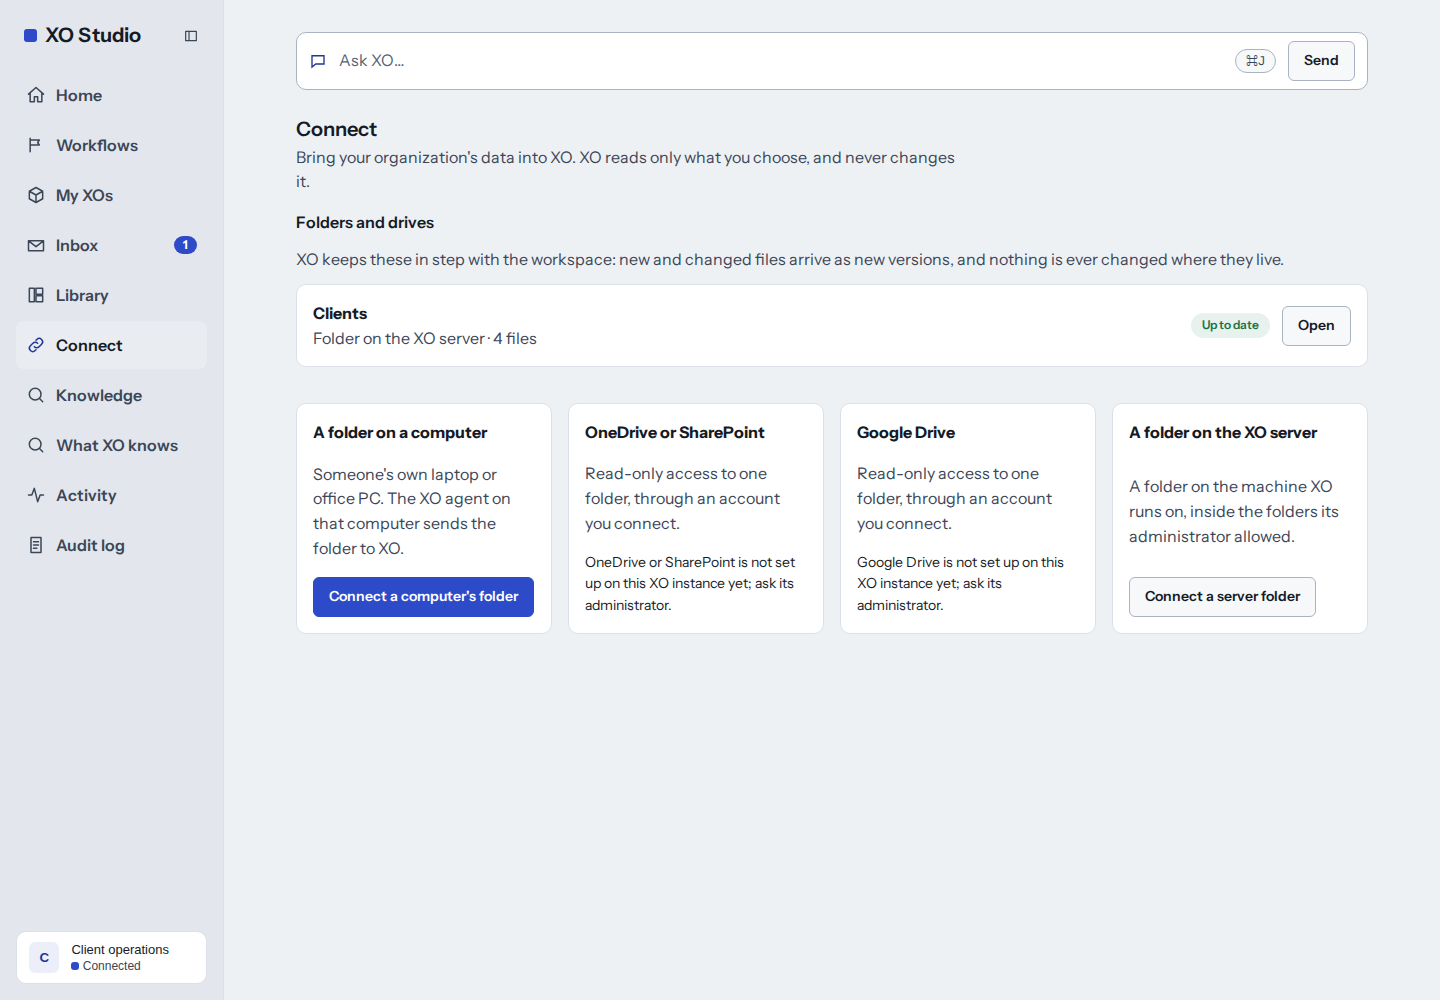 XO Studio
Home
Workflows
My XOs
Inbox
1
Library
Connect
Knowledge
What XO knows
Activity
Audit log
C
Client operations
Connected
Ask XO...
⌘J
Send
Connect
Bring your organization's data into XO. XO reads only what you choose, and never changes
it.
Folders and drives
XO keeps these in step with the workspace: new and changed files arrive as new versions, and nothing is ever changed where they live.
Clients
Folder on the XO server · 4 files
Up to date
Open
A folder on a computer
Someone's own laptop or
office PC. The XO agent on
that computer sends the
folder to XO.
Connect a computer's folder
OneDrive or SharePoint
Read-only access to one
folder, through an account
you connect.
OneDrive or SharePoint is not set
up on this XO instance yet; ask its
administrator.
Google Drive
Read-only access to one
folder, through an account
you connect.
Google Drive is not set up on this
XO instance yet; ask its
administrator.
A folder on the XO server
A folder on the machine XO
runs on, inside the folders its
administrator allowed.
Connect a server folder